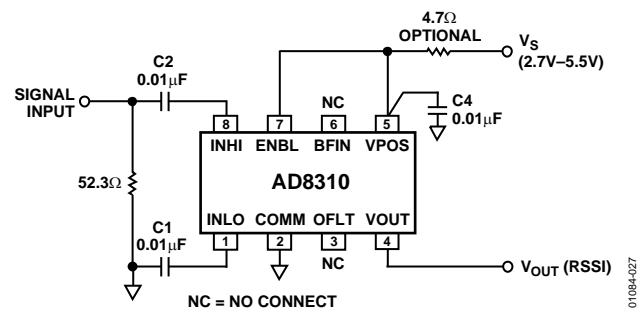 4.7Ω
OPTIONAL
V_S
(2.7V–5.5V)
C2
0.01µF
SIGNAL
INPUT
NC
C4
0.01µF
8
7
6
5
INHI
ENBL
BFIN
VPOS
52.3Ω
AD8310
C1
0.01µF
INLO
COMM
OFLT
VOUT
1
2
3
4
NC
V_OUT (RSSI)
NC = NO CONNECT
01084-027